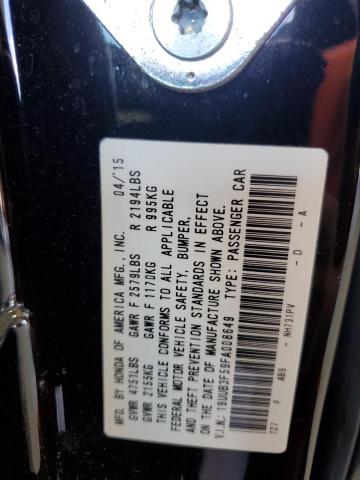 MFD. BY HONDA OF AMERICA MFG., INC. 04/'15
GVWR 4751LBS GAWR F 2579LBS R 2194LBS
GVWR 2155KG GAWR F 1170KG R 995KG
THIS VEHICLE CONFORMS TO ALL APPLICABLE
FEDERAL MOTOR VEHICLE SAFETY, BUMPER,
AND THEFT PREVENTION STANDARDS IN EFFECT
ON THE DATE OF MANUFACTURE SHOWN ABOVE.
V.I.N.: 19UUB3F59FA008649 TYPE: PASSENGER CAR
TZ7 F AB9 - NH731PV - D - A